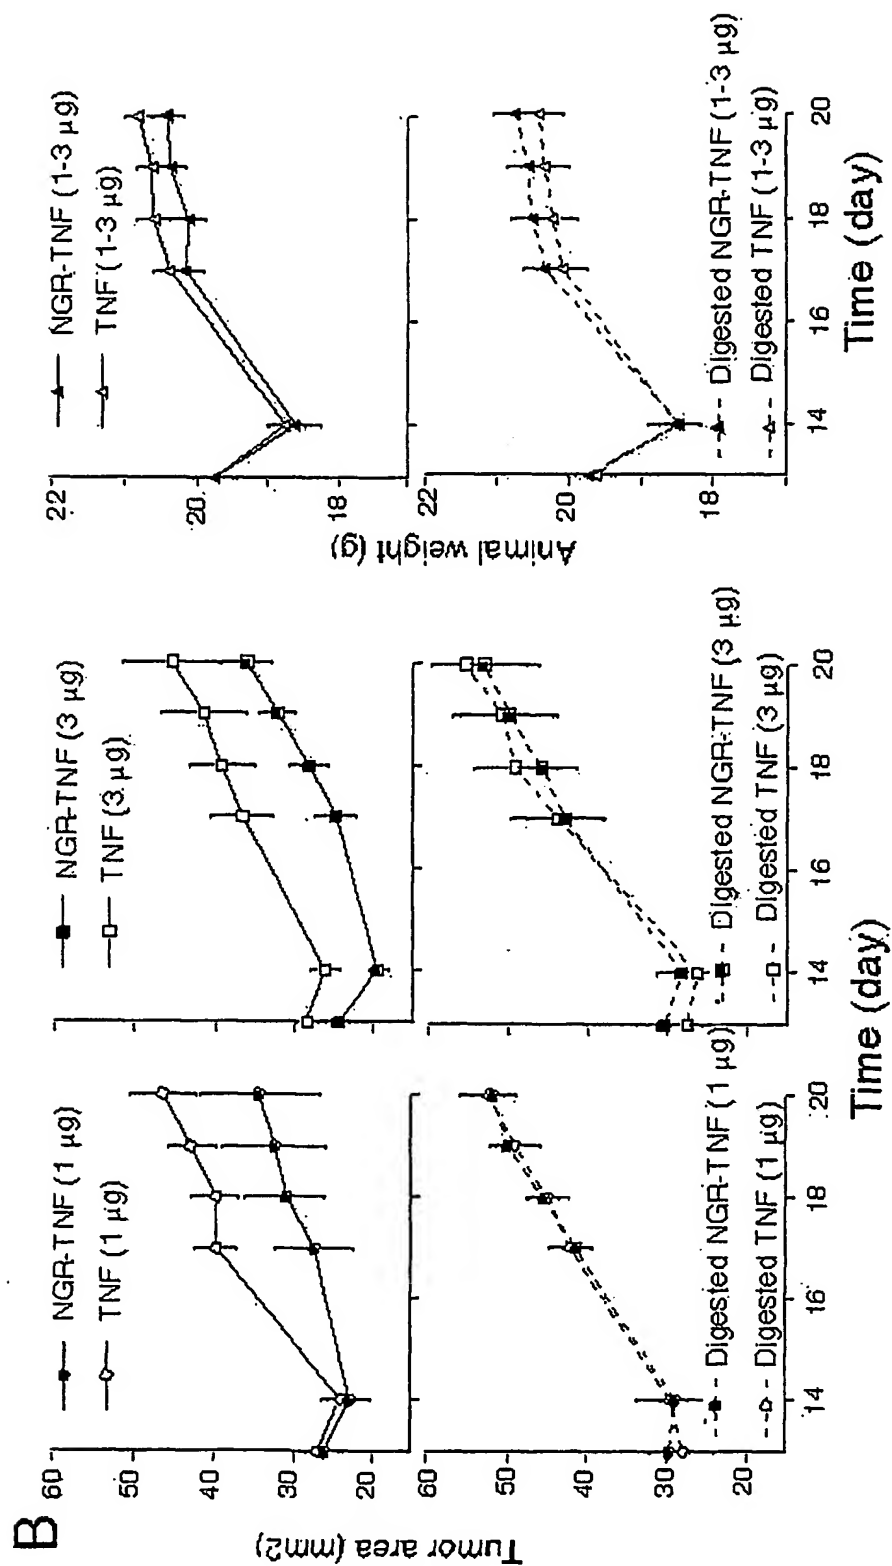 B
NGR-TNF (1 µg)
TNF (1 µg)
60
50
40
30
20
NGR-TNF (3 µg)
TNF (3 µg)
NGR-TNF (1-3 µg)
TNF (1-3 µg)
22
20
18
Tumor area (mm2)
Animal weight (g)
60
50
40
30
20
22
20
18
Digested NGR-TNF (1 µg)
Digested TNF (1 µg)
Digested NGR-TNF (3 µg)
Digested TNF (3 µg)
Digested NGR-TNF (1-3 µg)
Digested TNF (1-3 µg)
14 16 18 20
14 16 18 20
14 16 18 20
Time (day)
Time (day)